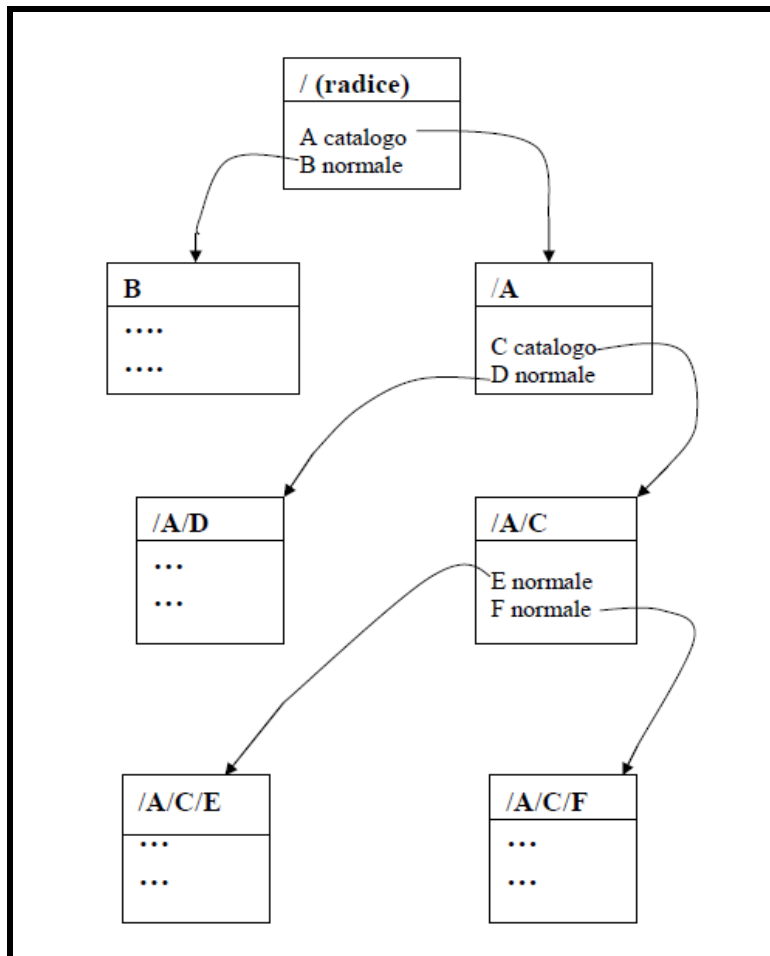 / (radice)
A catalogo
B normale
B
....
....
/A
C catalogo
D normale
/A/D
...
...
/A/C
E normale
F normale
/A/C/E
...
...
/A/C/F
...
...